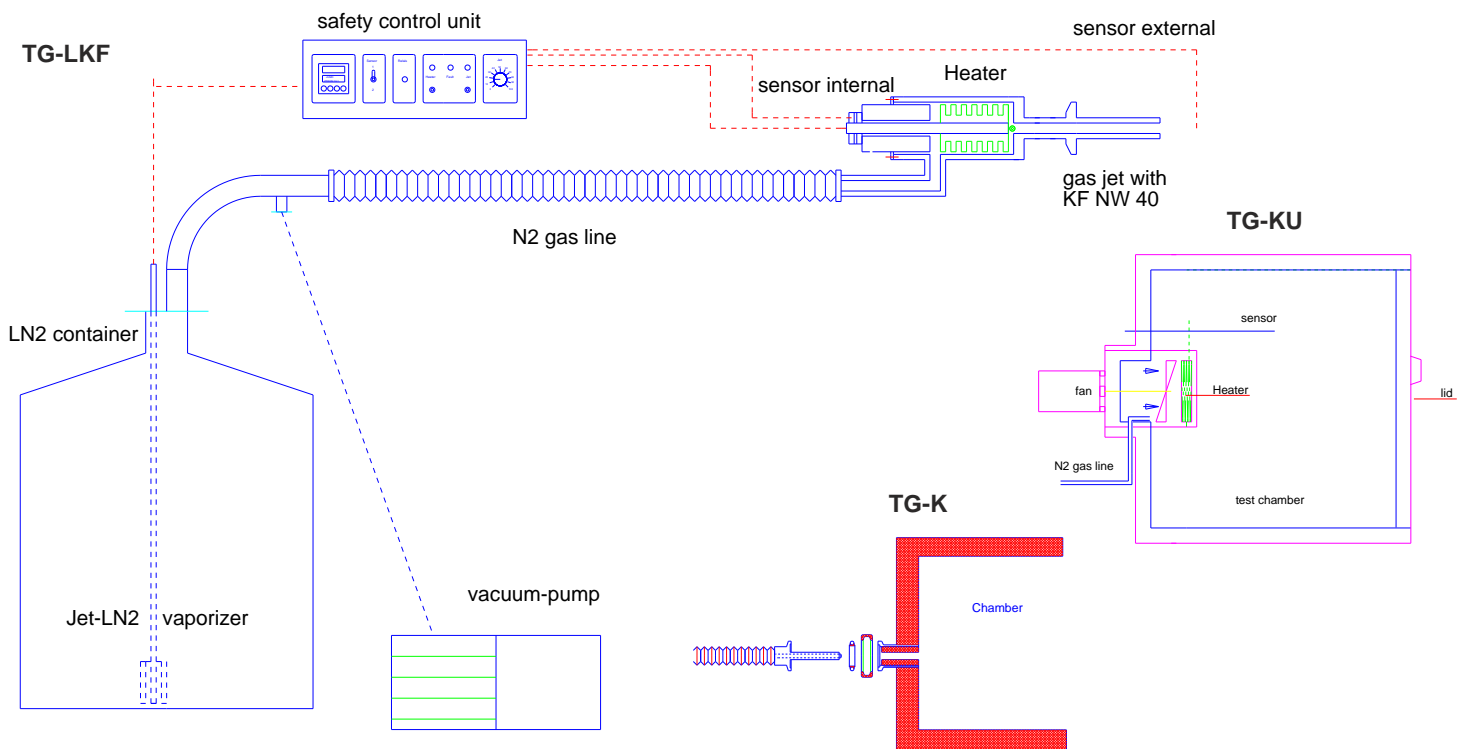 safety control unit
TG-LKF
sensor external
Heater
sensor internal
gas jet with
KF NW 40
N2 gas line
TG-KU
LN2 container
sensor
fan
Heater
lid
N2 gas line
test chamber
TG-K
vacuum-pump
Chamber
Jet-LN2 vaporizer